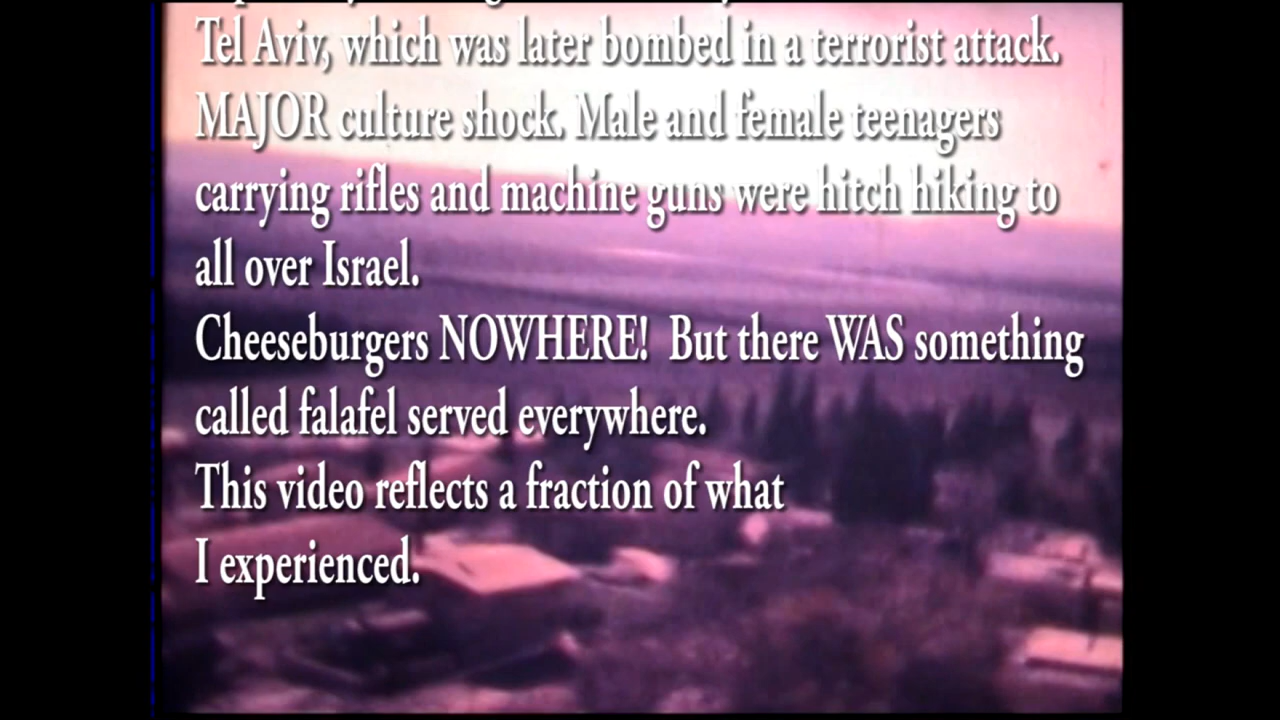 Tel Aviv, which was later bombed in a terrorist attack.
MAJOR culture shock. Male and female teenagers
carrying rifles and machine guns were hitch hiking to
all over Israel.
Cheeseburgers NOWHERE!  But there WAS something
called falafel served everywhere.
This video reflects a fraction of what
I experienced.